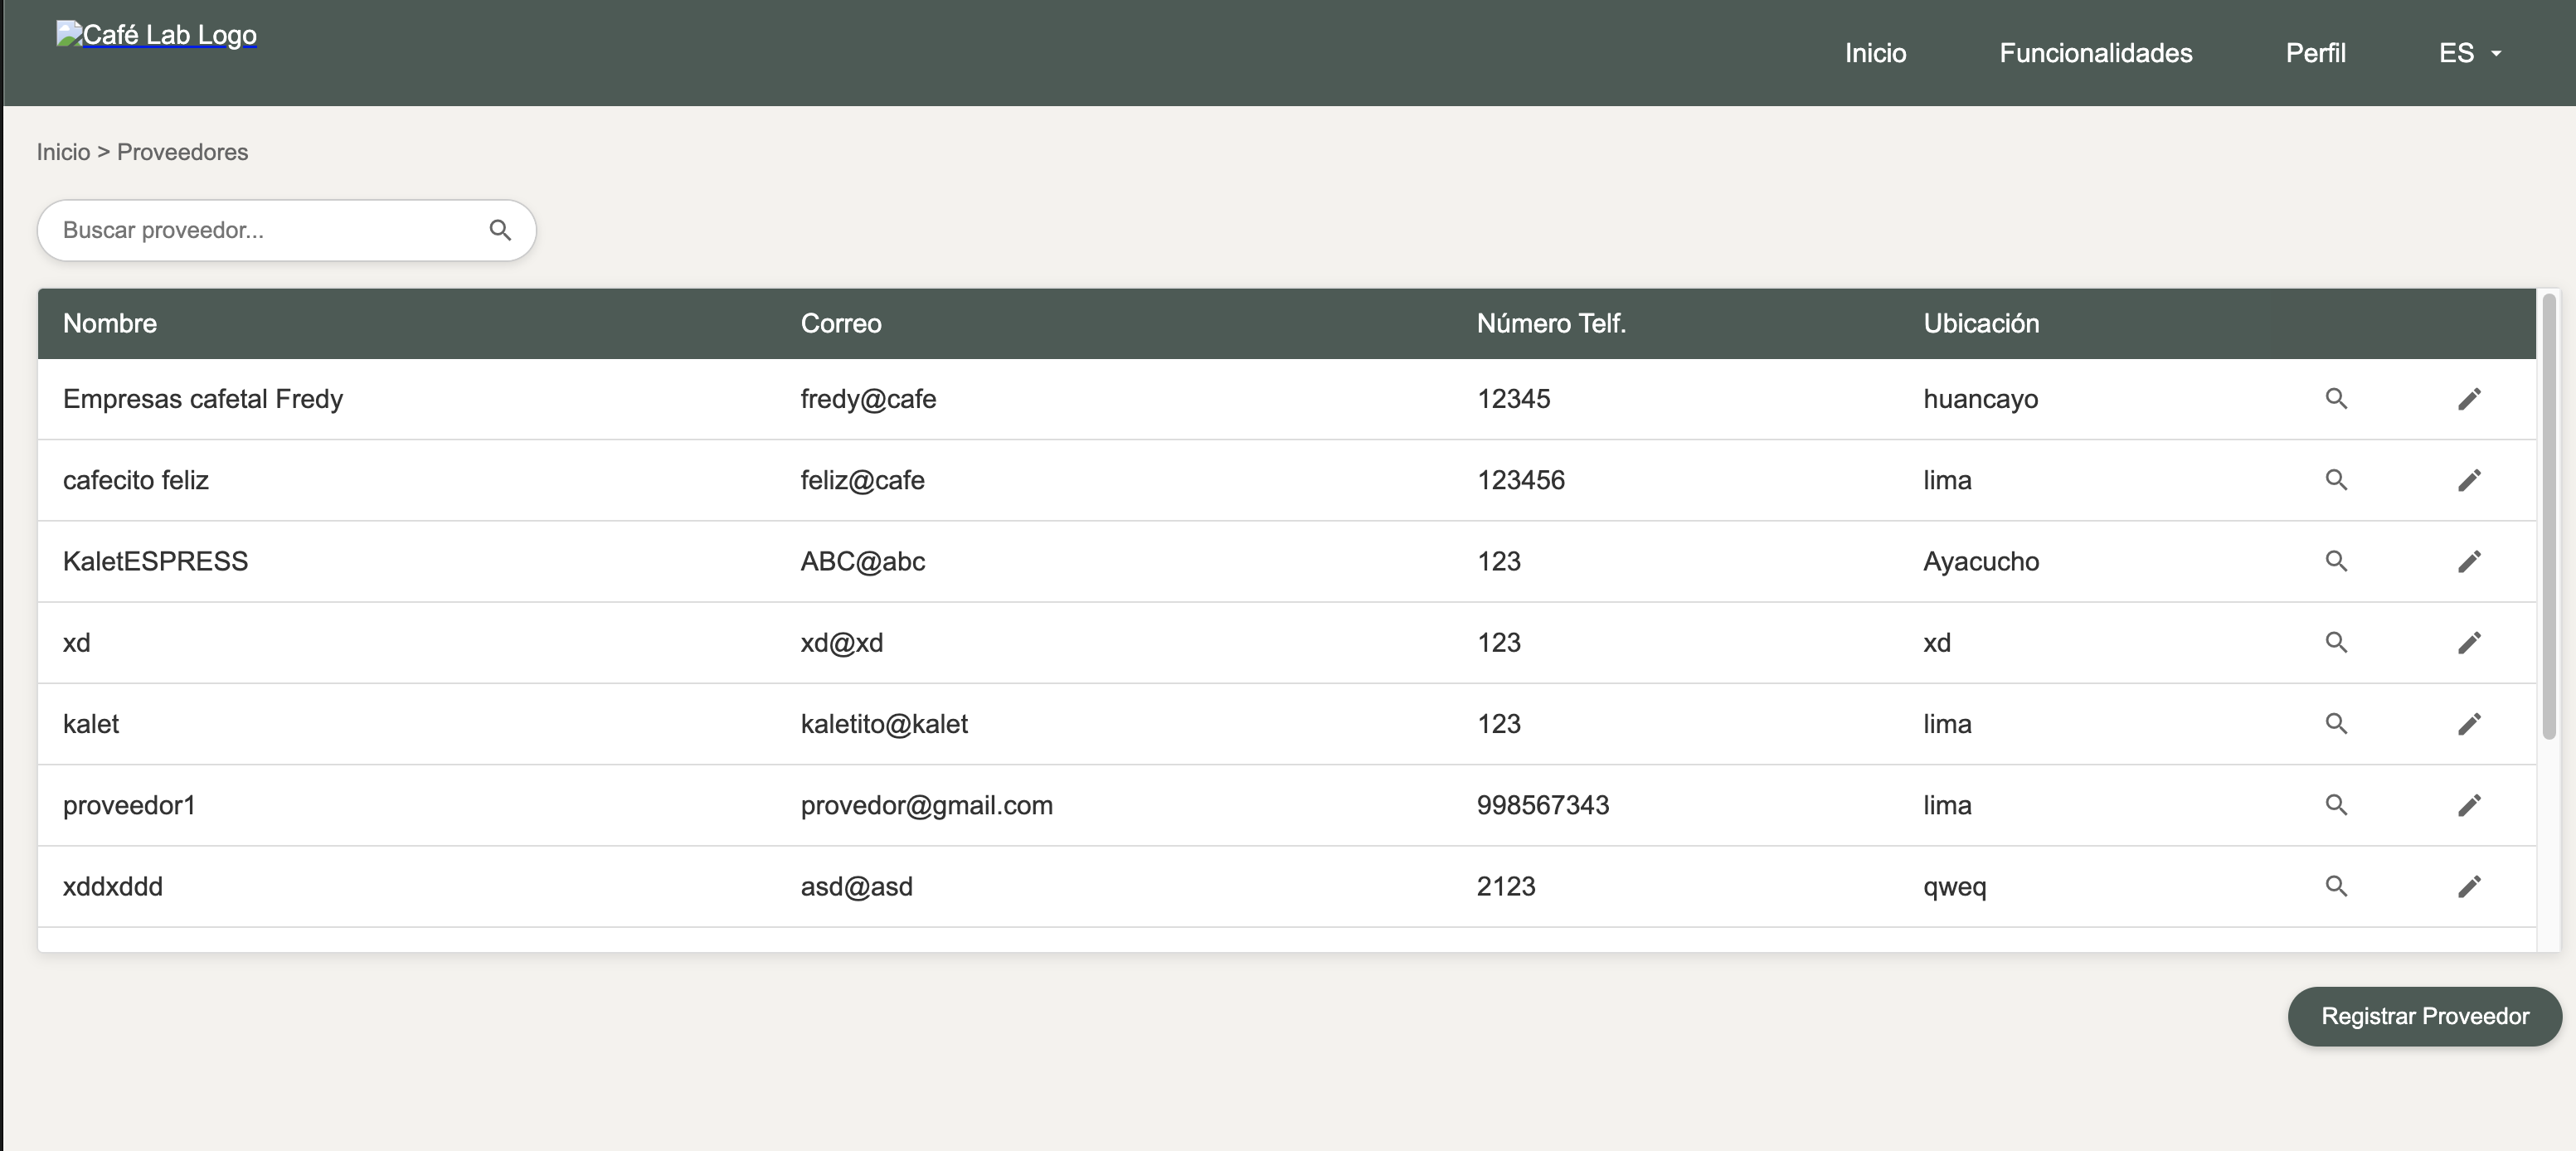 Café Lab Logo
Inicio Funcionalidades Perfil ES
Inicio > Proveedores
Buscar proveedor...
Nombre Correo Número Telf. Ubicación
Empresas cafetal Fredy fredy@cafe 12345 huancayo
cafecito feliz feliz@cafe 123456 lima
KaletESPRESS ABC@abc 123 Ayacucho
xd xd@xd 123 xd
kalet kaletito@kalet 123 lima
proveedor1 provedor@gmail.com 998567343 lima
xddxddd asd@asd 2123 qweq
Registrar Proveedor